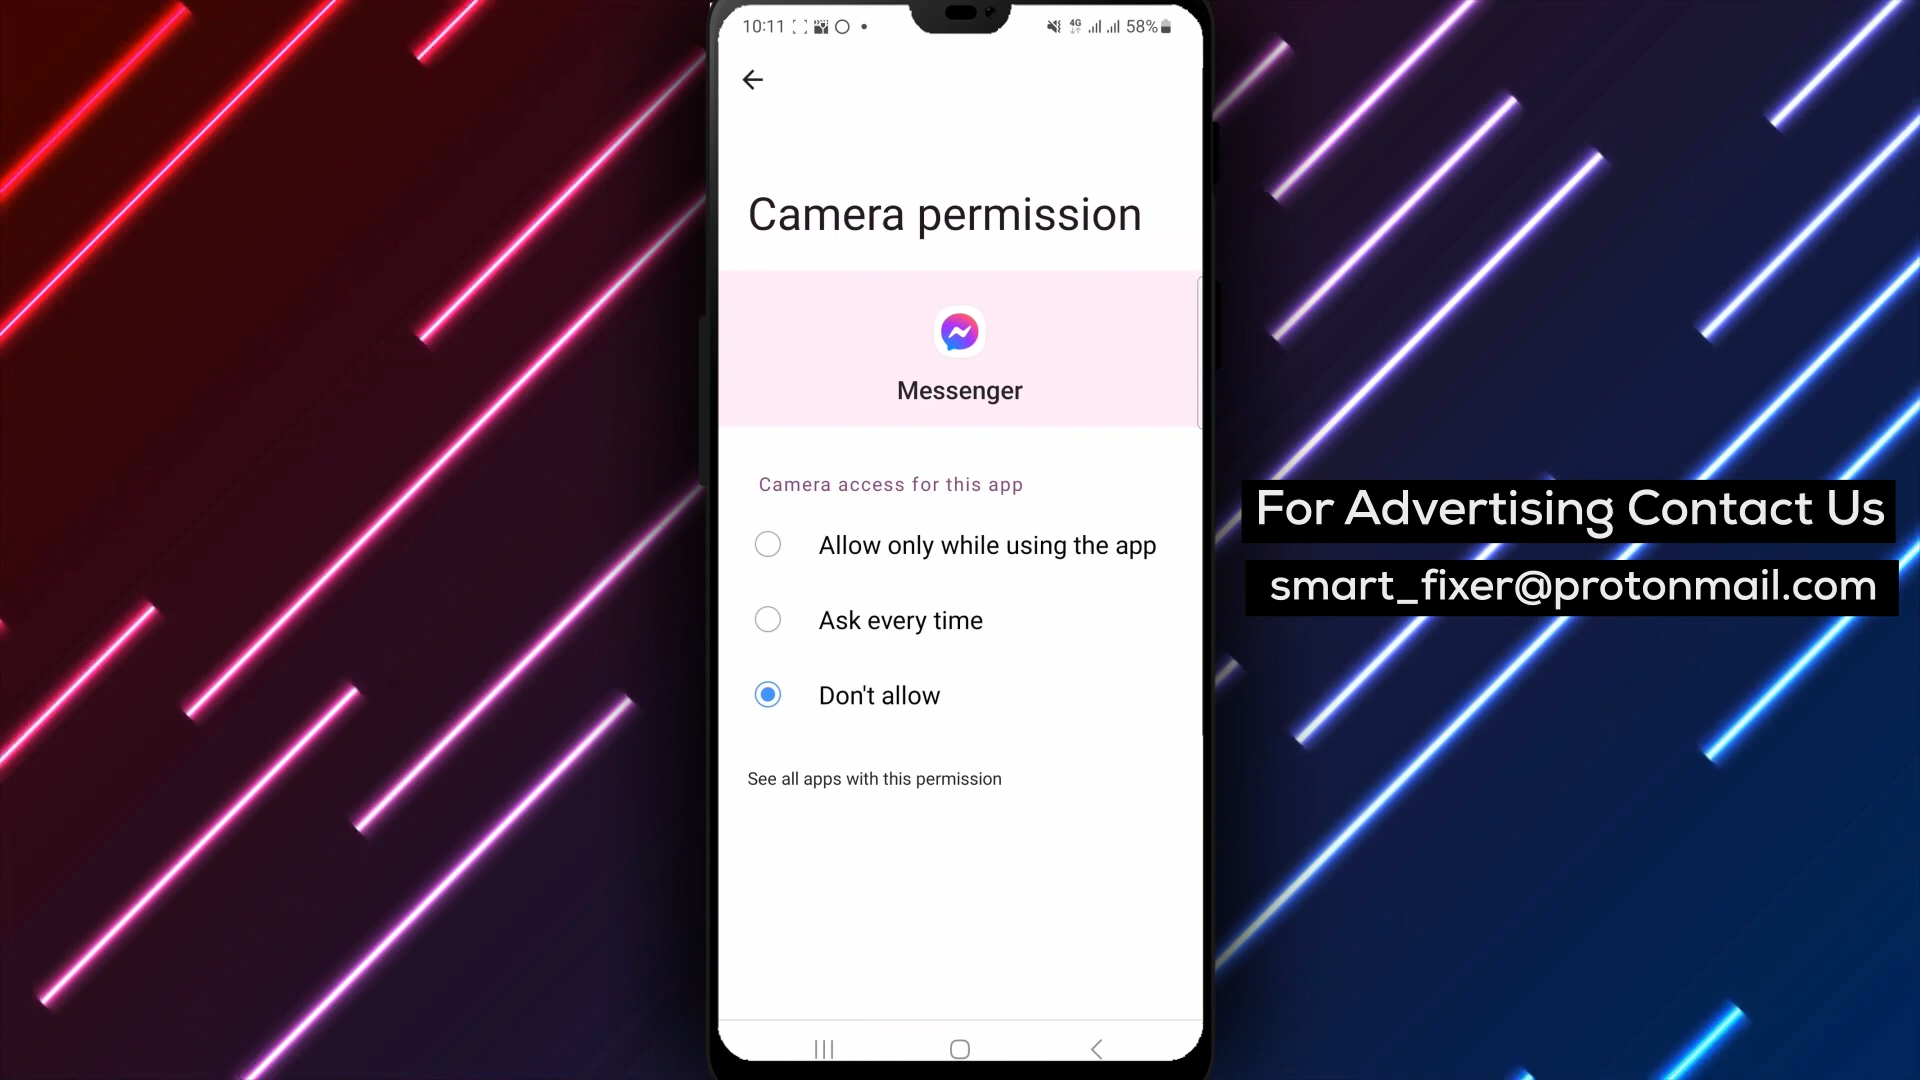 10:11
4G
58%
Camera permission
Messenger
Camera access for this app
Allow only while using the app
Ask every time
Don't allow
See all apps with this permission
For Advertising Contact Us
smart_fixer@protonmail.com